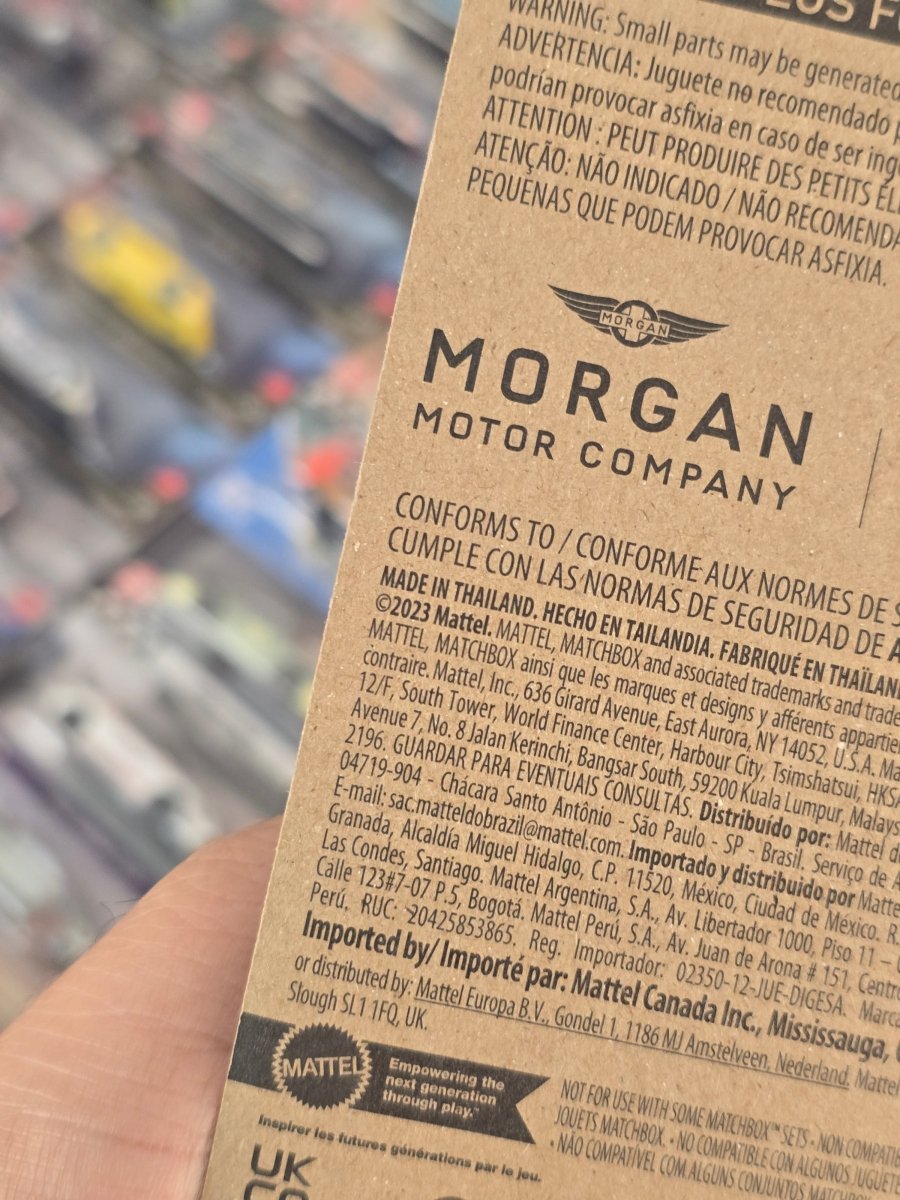 WARNING: Small parts may be generated
ADVERTENCIA: Juguete no recomendado
podrían provocar asfixia en caso de ser
ATTENTION : PEUT PRODUIRE DES PETITS
ATENÇÃO: NÃO INDICADO / NÃO
PEQUENAS QUE PODEM PROVOCAR ASFIXIA.
MORGAN
MORGAN
MOTOR COMPANY
CONFORMS TO / CONFORME AUX NORMES DE
CUMPLE CON LAS NORMAS DE SEGURIDAD DE
MADE IN THAILAND. HECHO EN TAILANDIA. FABRIQUÉ EN
©2023 Mattel. MATTEL, MATCHBOX and associated trademarks and
MATTEL, MATCHBOX ainsi que les marques et designs y afférents
contraire. Mattel, Inc., 636 Girard Avenue, East Aurora, NY 14052, U.S.A.
12/F, South Tower, World Finance Center, Harbour City, Tsimshatsui,
Avenue 7, No. 8 Jalan Kerinchi, Bangsar South, 59200 Kuala Lumpur,
2196. GUARDAR PARA EVENTUAIS CONSULTAS. Distribuído por: Mattel
04719-904 - Chácara Santo Antônio - São Paulo - SP - Brasil. Serviço de
E-mail: sac.matteldobrazil@mattel.com. Importado y distribuido por
Granada, Alcaldía Miguel Hidalgo, C.P. 11520, México, Ciudad de México.
Las Condes, Santiago. Mattel Argentina, S.A., Av. Libertador 1000, Piso 11 –
Calle 123#7-07 P.5, Bogotá. Mattel Perú, S.A., Av. Juan de Arona # 151,
Perú. RUC: 20425853865. Reg. Importador: 02350-12-JUE-DIGESA.
Imported by/ Importé par: Mattel Canada Inc., Mississauga,
or distributed by: Mattel Europa B.V., Gondel 1, 1186 MJ Amstelveen, Nederland. Mattel
Slough SL1 1FQ, UK.
MATTEL
Empowering the
next generation
through play.™
Inspirer les futures générations par le jeu.
NOT FOR USE WITH SOME MATCHBOX™ SETS •
JOUETS MATCHBOX. • NO COMPATIBLE CON ALGUNOS
• NÃO COMPATÍVEL COM ALGUNS CONJUNTOS
UK